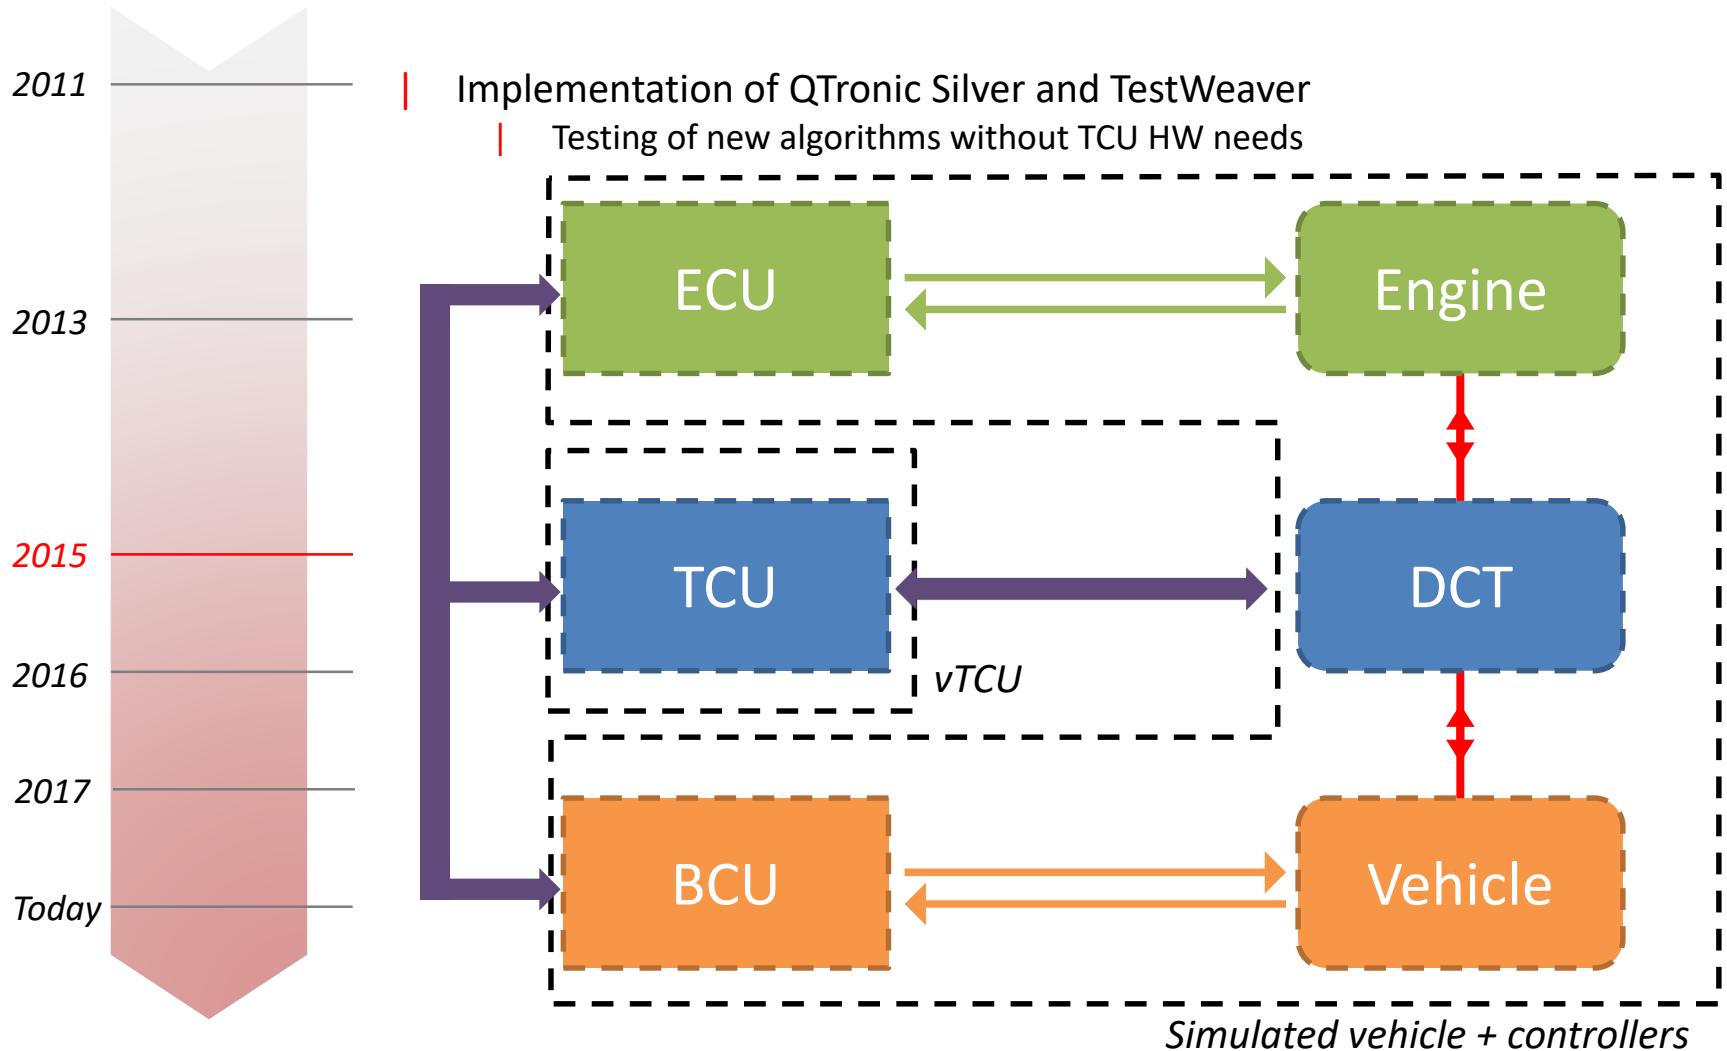 2011
2013
2015
2016
2017
Today
Implementation of QTronic Silver and TestWeaver
Testing of new algorithms without TCU HW needs
ECU
Engine
TCU
DCT
vTCU
BCU
Vehicle
Simulated vehicle + controllers